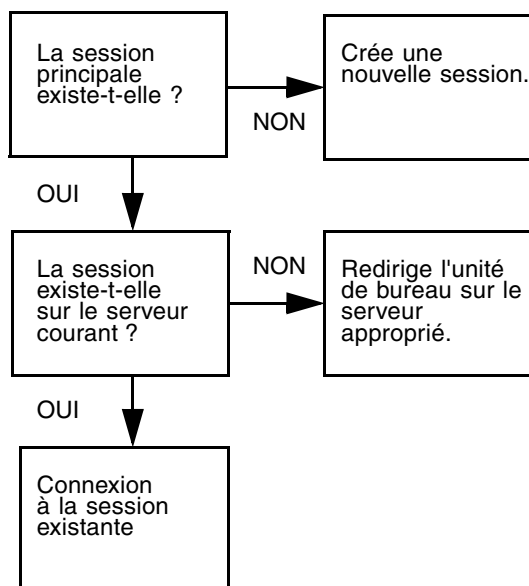 La session
principale
existe-t-elle ?
Crée une
nouvelle session.
NON
OUI
La session
existe-t-elle
sur le serveur
courant ?
NON
Redirige l'unité
de bureau sur le
serveur
approprié.
OUI
Connexion
à la session
existante